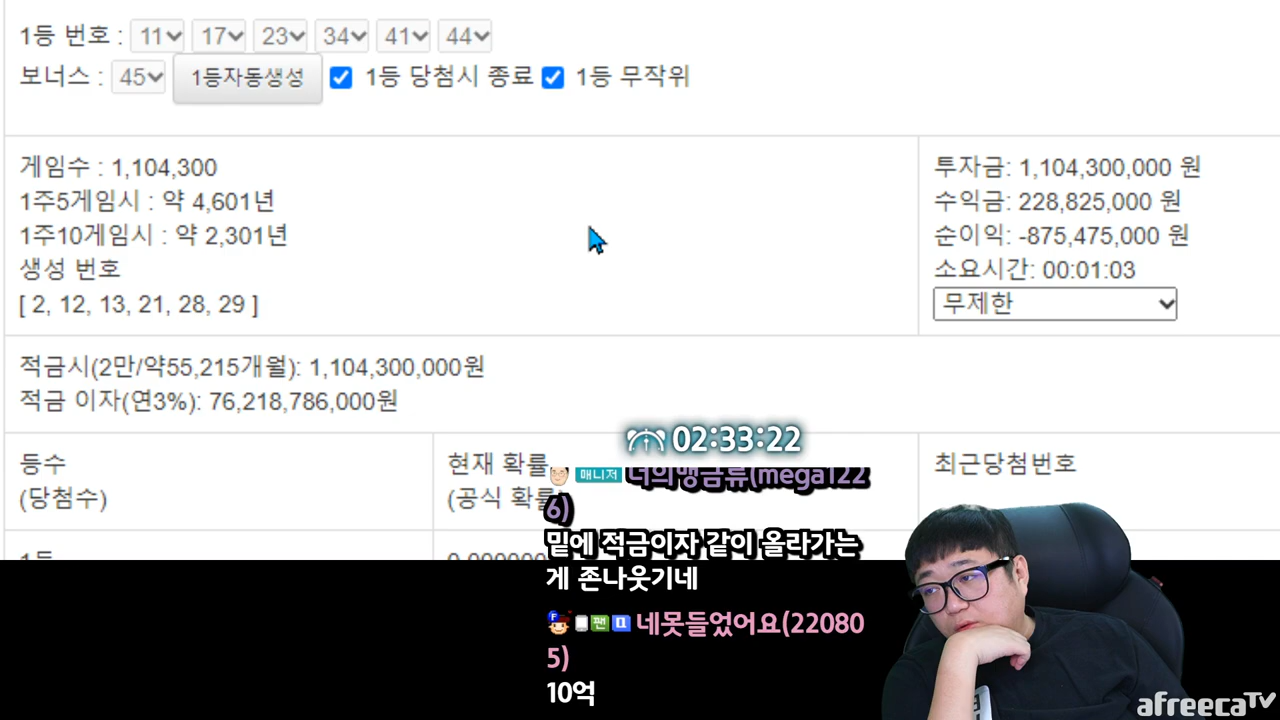 1등 번호 : 11 17 23 34 41 44
보너스 : 45 1등자동생성 1등 당첨시 종료 1등 무작위
게임수 : 1,104,300
1주5게임시 : 약 4,601년
1주10게임시 : 약 2,301년
생성 번호
[ 2, 12, 13, 21, 28, 29 ]
투자금: 1,104,300,000 원
수익금: 228,825,000 원
순이익: -875,475,000 원
소요시간: 00:01:03
무제한
적금시(2만/약55,215개월): 1,104,300,000원
적금 이자(연3%): 76,218,786,000원
02:33:22
등수
(당첨수)
현재 확률
(공식 확률
최근당첨번호
매니저 너의맹금류(mega122
6)
밑에 적금이자 같이 올라가는
게 존나웃기네
F 팬 네못들었어요(22080
5)
10억
afreecaTV